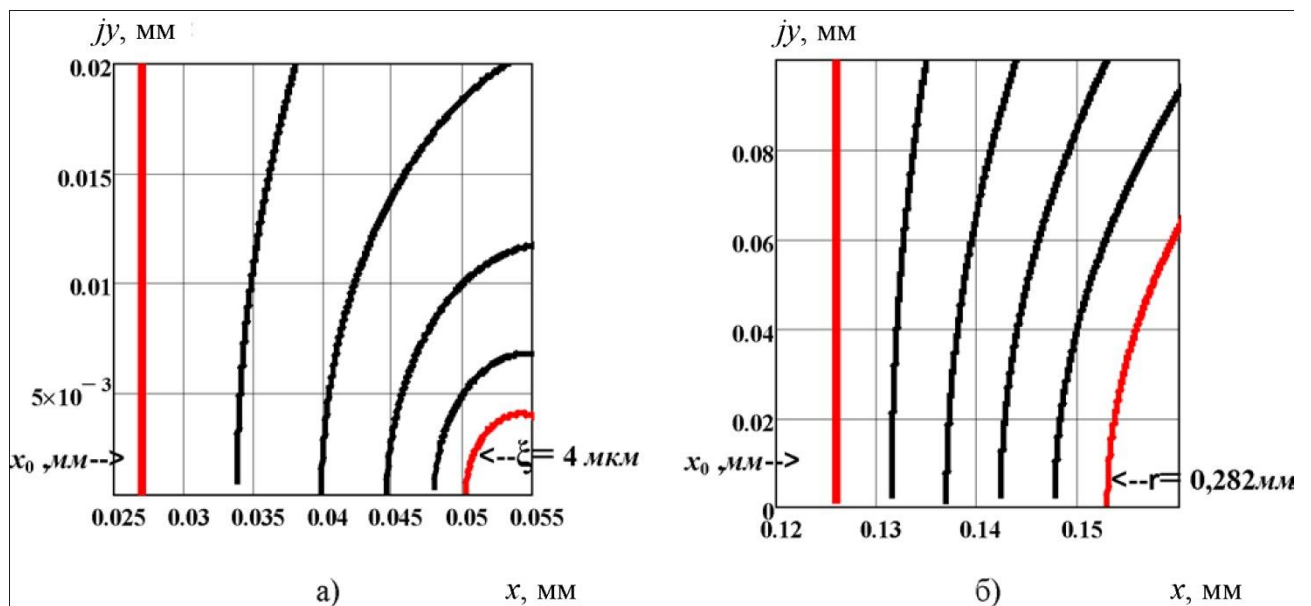 jy, мм
0.02
0.015
0.01
5×10⁻³
x₀ ,мм-->
<--ξ= 4 мкм
0.025 0.03 0.035 0.04 0.045 0.05 0.055
а) x, мм
jy, мм
0.08
0.06
0.04
0.02
x₀ ,мм-->
<--r= 0,282мм
0
0.12 0.13 0.14 0.15
б) x, мм